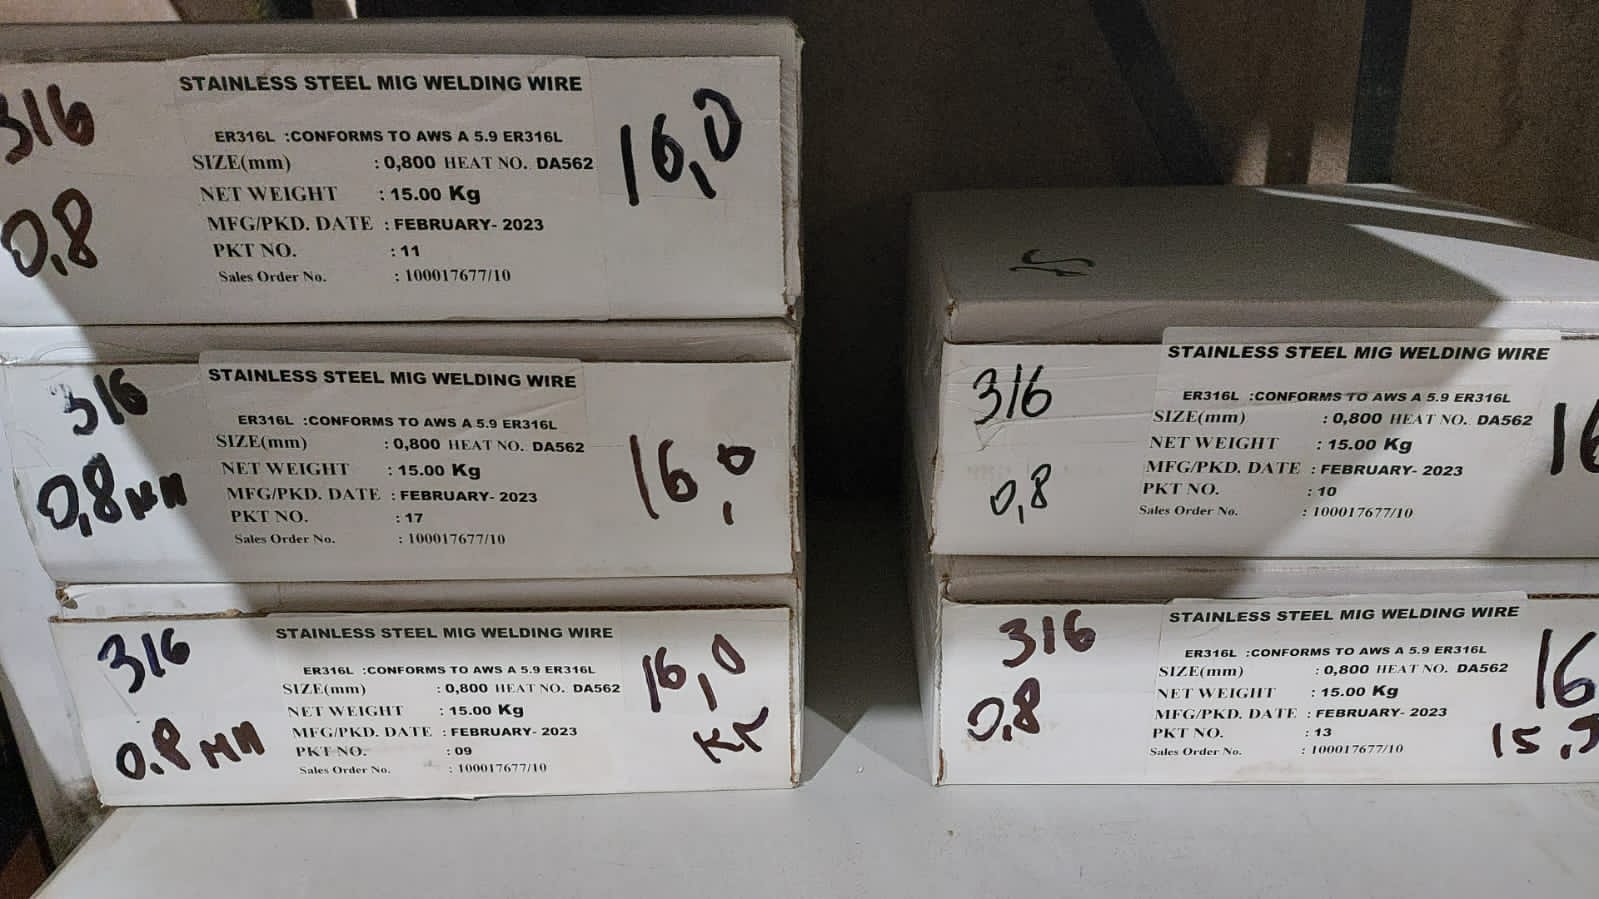 316
0,8
STAINLESS STEEL MIG WELDING WIRE
ER316L :CONFORMS TO AWS A 5.9 ER316L
SIZE(mm) : 0,800 HEAT NO. DA562
NET WEIGHT : 15.00 Kg
MFG/PKD. DATE : FEBRUARY- 2023
PKT NO. : 11
Sales Order No. : 100017677/10
16,0
316
0,8 мм
STAINLESS STEEL MIG WELDING WIRE
ER316L :CONFORMS TO AWS A 5.9 ER316L
SIZE(mm) : 0,800 HEAT NO. DA562
NET WEIGHT : 15.00 Kg
MFG/PKD. DATE : FEBRUARY- 2023
PKT NO. : 17
Sales Order No. : 100017677/10
16,0
316
0.8 мм
STAINLESS STEEL MIG WELDING WIRE
ER316L :CONFORMS TO AWS A 5.9 ER316L
SIZE(mm) : 0,800 HEAT NO. DA562
NET WEIGHT : 15.00 Kg
MFG/PKD. DATE : FEBRUARY- 2023
PKT NO. : 09
Sales Order No. : 100017677/10
16,0
кг
316
0,8
STAINLESS STEEL MIG WELDING WIRE
ER316L :CONFORMS TO AWS A 5.9 ER316L
SIZE(mm) : 0,800 HEAT NO. DA562
NET WEIGHT : 15.00 Kg
MFG/PKD. DATE : FEBRUARY- 2023
PKT NO. : 10
Sales Order No. : 100017677/10
16
316
0,8
STAINLESS STEEL MIG WELDING WIRE
ER316L :CONFORMS TO AWS A 5.9 ER316L
SIZE(mm) : 0,800 HEAT NO. DA562
NET WEIGHT : 15.00 Kg
MFG/PKD. DATE : FEBRUARY- 2023
PKT NO. : 13
Sales Order No. : 100017677/10
16